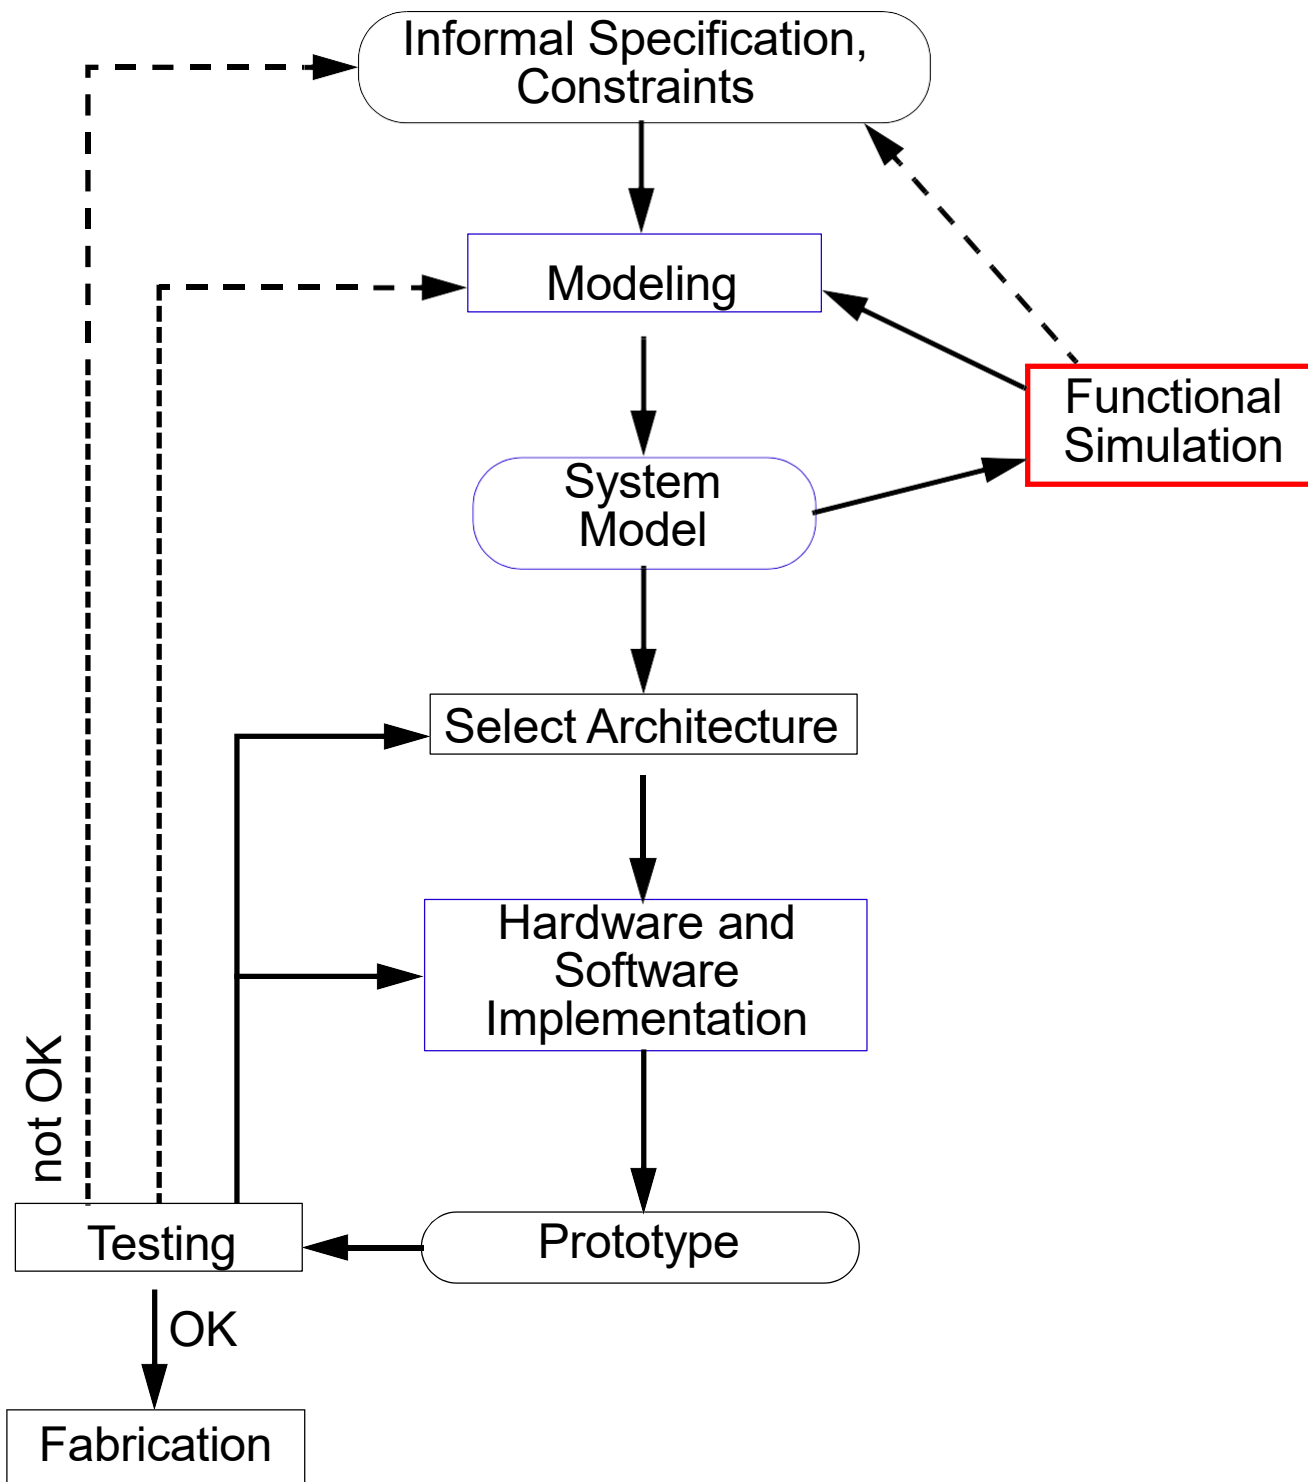 Informal Specification,
Constraints
Modeling
Functional
Simulation
System
Model
Select Architecture
Hardware and
Software
Implementation
not OK
Testing
Prototype
OK
Fabrication